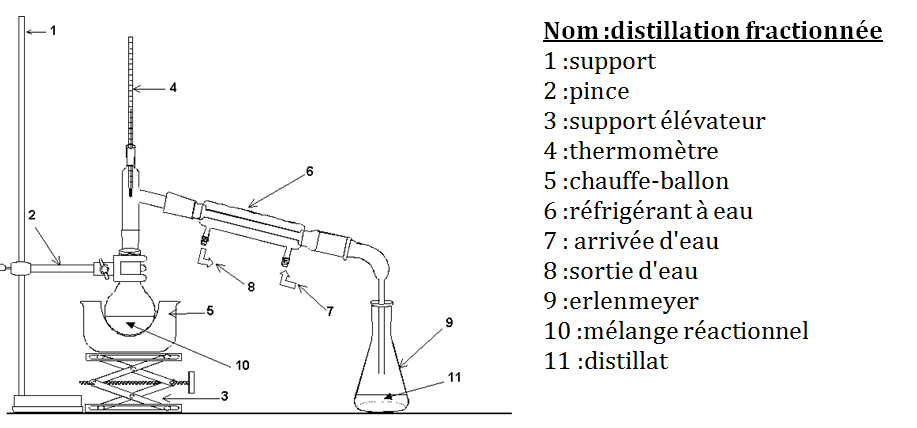 Nom :distillation fractionnée
1 :support
2 :pince
3 :support élévateur
4 :thermomètre
5 :chauffe-ballon
6 :réfrigérant à eau
7 : arrivée d'eau
8 :sortie d'eau
9 :erlenmeyer
10 :mélange réactionnel
11 :distillat
1
4
6
2
8
7
5
9
10
11
3